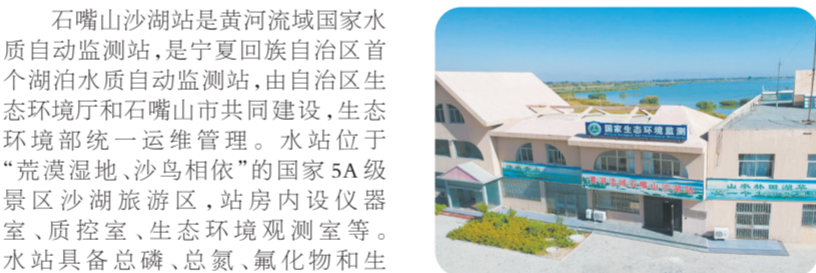 石嘴山沙湖站是黄河流域国家水
质自动监测站,是宁夏回族自治区首
个湖泊水质自动监测站,由自治区生
态环境厅和石嘴山市共同建设,生态
环境部统一运维管理。水站位于
“荒漠湿地、沙鸟相依”的国家5A级
景区沙湖旅游区,站房内设仪器
室、质控室、生态环境观测室等。
水站具备总磷、总氮、氟化物和生
国家生态环境监测
山水林田湖草